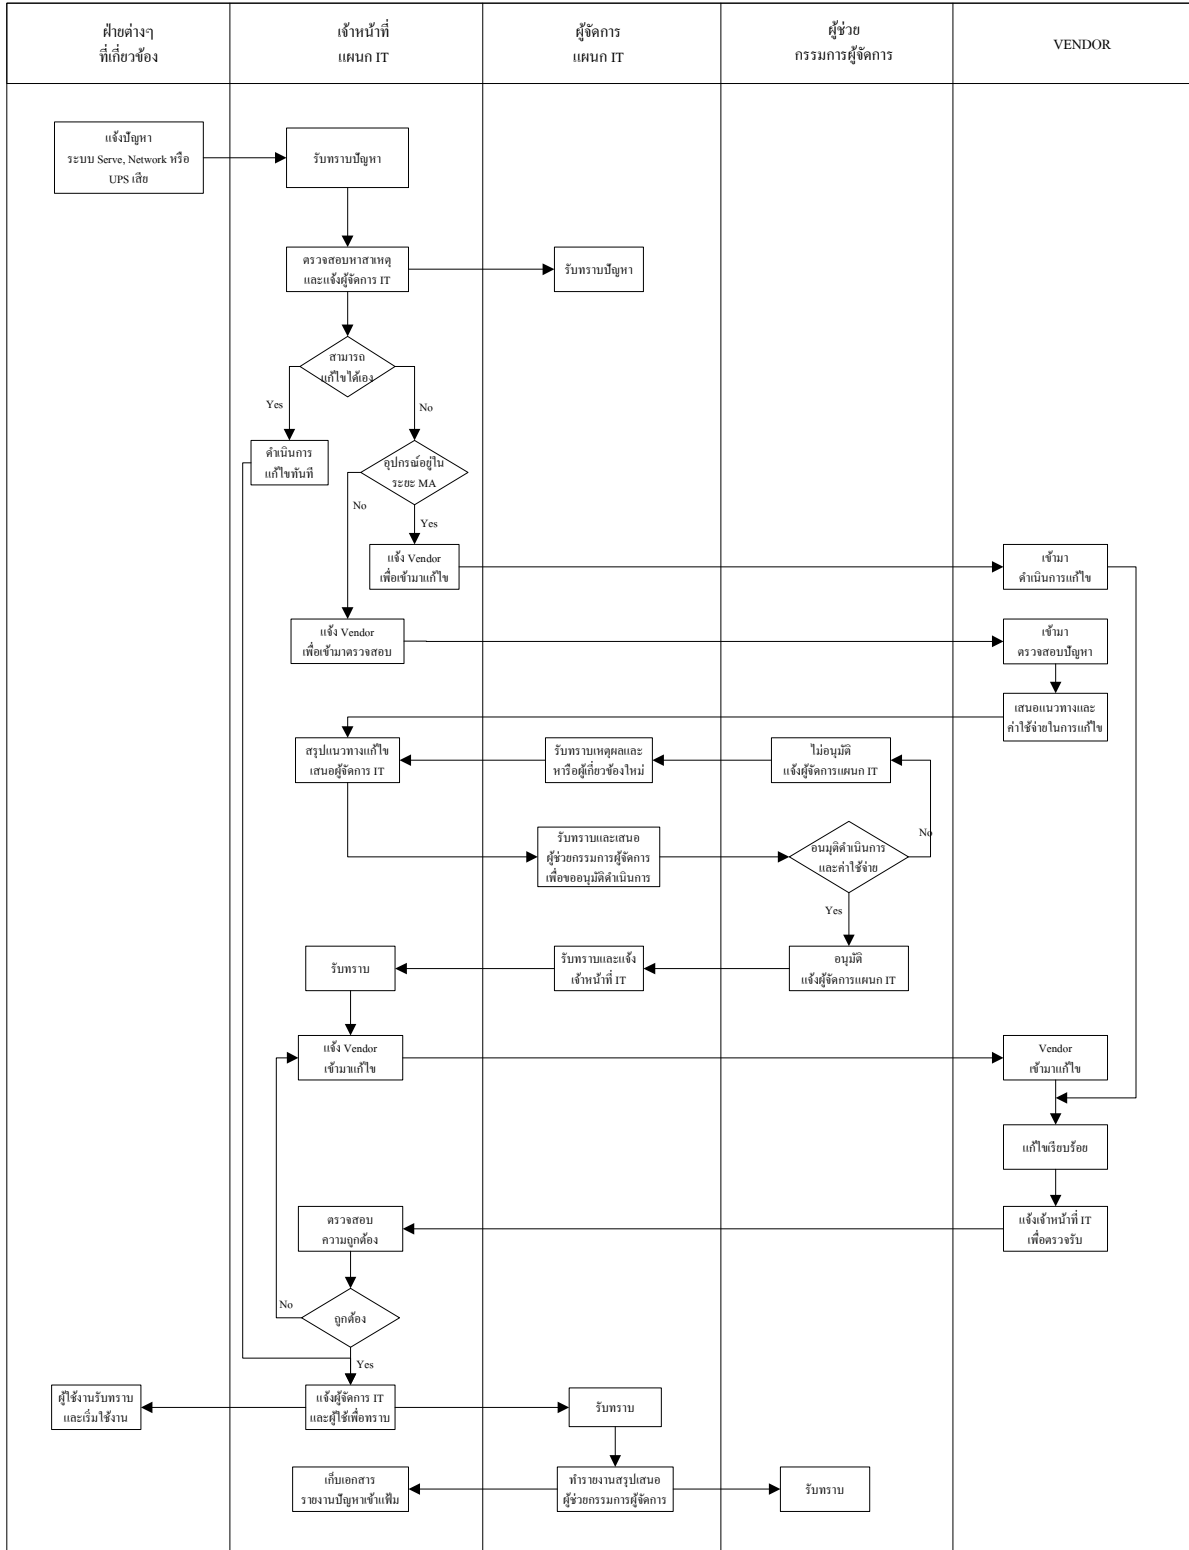 ฝ่ายต่างๆ
ที่เกี่ยวข้อง
เจ้าหน้าที่
แผนก IT
ผู้จัดการ
แผนก IT
ผู้ช่วย
กรรมการผู้จัดการ
VENDOR
แจ้งปัญหา
ระบบ Serve, Network หรือ
UPS เสีย
รับทราบปัญหา
ตรวจสอบหาสาเหตุ
และแจ้งผู้จัดการ IT
รับทราบปัญหา
สามารถ
แก้ไขได้เอง
Yes
No
ดำเนินการ
แก้ไขทันที
อุปกรณ์อยู่ใน
ระยะ MA
No
Yes
แจ้ง Vendor
เพื่อเข้ามาแก้ไข
เข้ามา
ดำเนินการแก้ไข
แจ้ง Vendor
เพื่อเข้ามาตรวจสอบ
เข้ามา
ตรวจสอบปัญหา
เสนอแนวทางและ
ค่าใช้จ่ายในการแก้ไข
สรุปแนวทางแก้ไข
เสนอผู้จัดการ IT
รับทราบเหตุผลและ
หารือผู้เกี่ยวข้องใหม่
ไม่อนุมัติ
แจ้งผู้จัดการแผนก IT
รับทราบและเสนอ
ผู้ช่วยกรรมการผู้จัดการ
เพื่อขออนุมัติดำเนินการ
อนมุติดำเนินการ
และค่าใช้จ่าย
No
Yes
รับทราบ
รับทราบและแจ้ง
เจ้าหน้าที่ IT
อนุมัติ
แจ้งผู้จัดการแผนก IT
แจ้ง Vendor
เข้ามาแก้ไข
Vendor
เข้ามาแก้ไข
แก้ไขเรียบร้อย
ตรวจสอบ
ความถูกต้อง
แจ้งเจ้าหน้าที่ IT
เพื่อตรวจรับ
No
ถูกต้อง
Yes
ผู้ใช้งานรับทราบ
และเริ่มใช้งาน
แจ้งผู้จัดการ IT
และผู้ใช้เพื่อทราบ
รับทราบ
เก็บเอกสาร
รายงานปัญหาเข้าแฟ้ม
ทำรายงานสรุปเสนอ
ผู้ช่วยกรรมการผู้จัดการ
รับทราบ